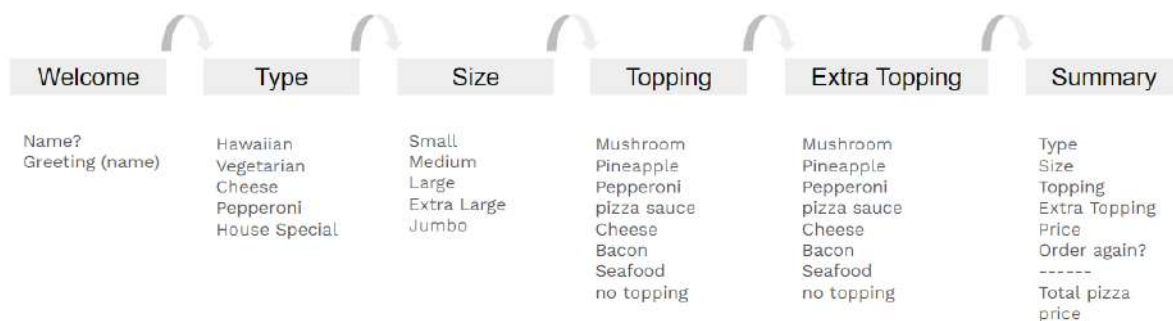 Welcome
Name?
Greeting (name)
Type
Hawaiian
Vegetarian
Cheese
Pepperoni
House Special
Size
Small
Medium
Large
Extra Large
Jumbo
Topping
Mushroom
Pineapple
Pepperoni
pizza sauce
Cheese
Bacon
Seafood
no topping
Extra Topping
Mushroom
Pineapple
Pepperoni
pizza sauce
Cheese
Bacon
Seafood
no topping
Summary
Type
Size
Topping
Extra Topping
Price
Order again?
------
Total pizza
price